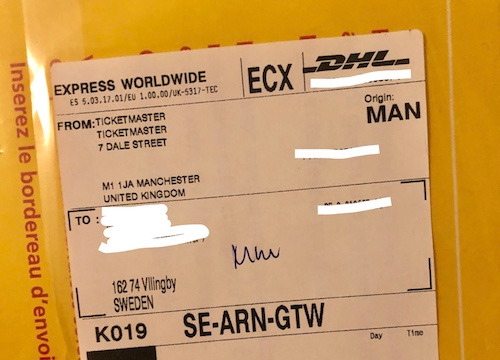 EXPRESS WORLDWIDE
ES 5.03.17.01/EU 1.00.00/UK-5317-TEC
ECX
DHL
FROM:TICKETMASTER
TICKETMASTER
7 DALE STREET
Origin:
MAN
M1 1JA MANCHESTER
UNITED KINGDOM
TO :
162 74 Vllingby
SWEDEN
K019
SE-ARN-GTW
Day Time
Inserez le bordereau d'envoi